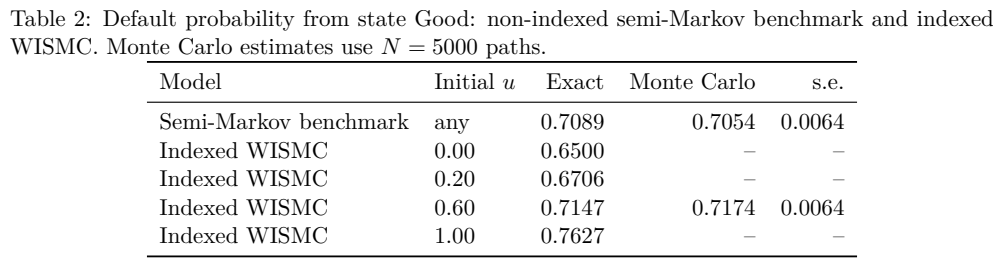 Table 2: Default probability from state Good: non-indexed semi-Markov benchmark and indexed
WISMC. Monte Carlo estimates use N = 5000 paths.
Model Initial u Exact Monte Carlo s.e.
Semi-Markov benchmark any 0.7089 0.7054 0.0064
Indexed WISMC 0.00 0.6500 – –
Indexed WISMC 0.20 0.6706 – –
Indexed WISMC 0.60 0.7147 0.7174 0.0064
Indexed WISMC 1.00 0.7627 – –